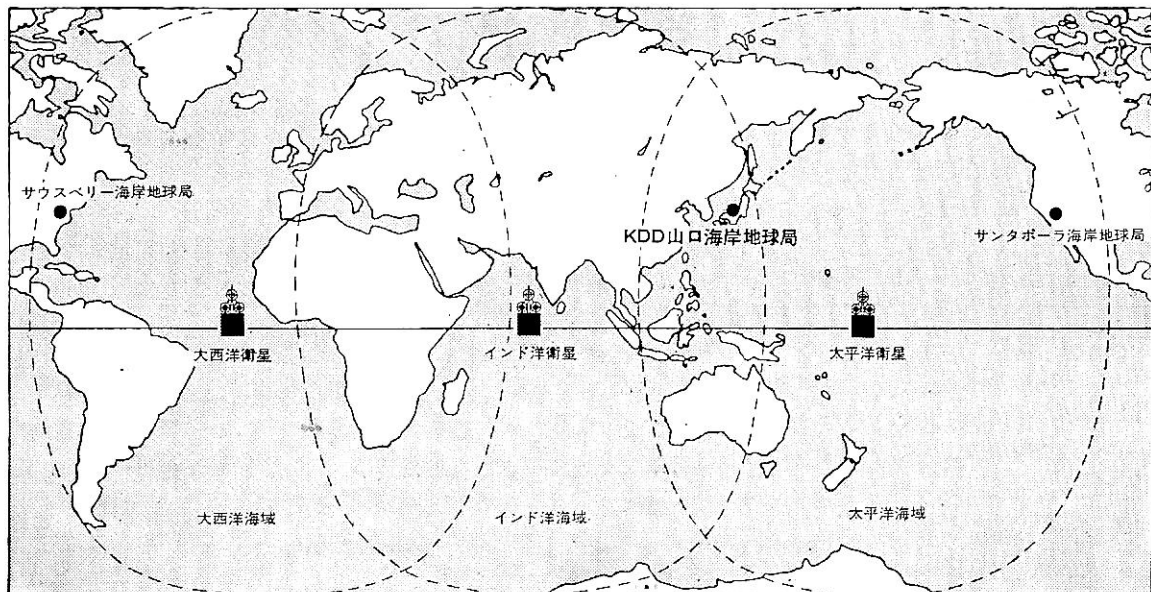 サウスベリー海岸地球局
KDD山口海岸地球局
サンタポーラ海岸地球局
大西洋衛星
インド洋衛星
太平洋衛星
大西洋海域
インド洋海域
太平洋海域